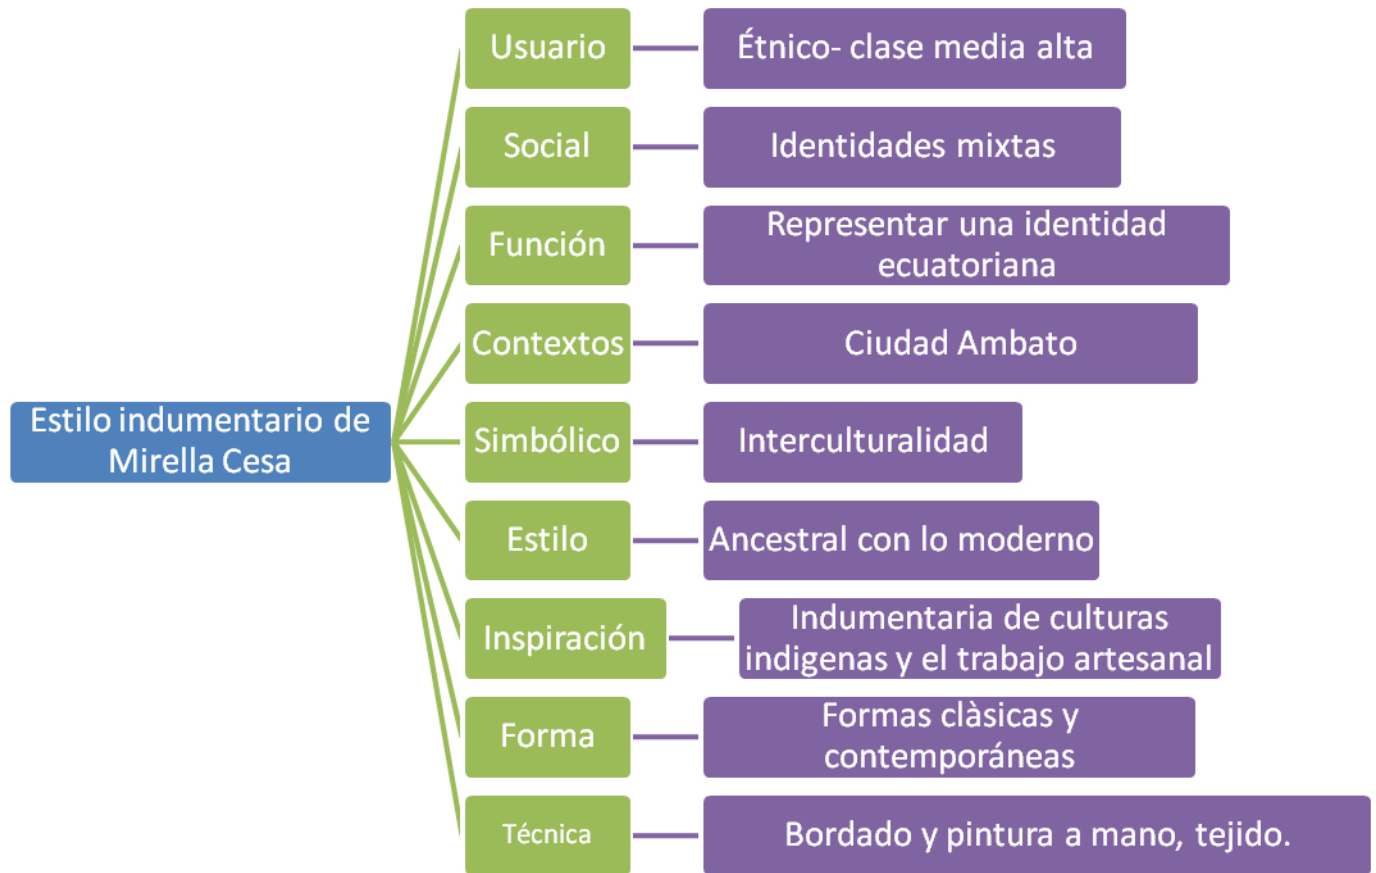 Estilo indumentario de
Mirella Cesa
Usuario
Étnico- clase media alta
Social
Identidades mixtas
Función
Representar una identidad
ecuatoriana
Contextos
Ciudad Ambato
Simbólico
Interculturalidad
Estilo
Ancestral con lo moderno
Inspiración
Indumentaria de culturas
indigenas y el trabajo artesanal
Forma
Formas clàsicas y
contemporáneas
Técnica
Bordado y pintura a mano, tejido.